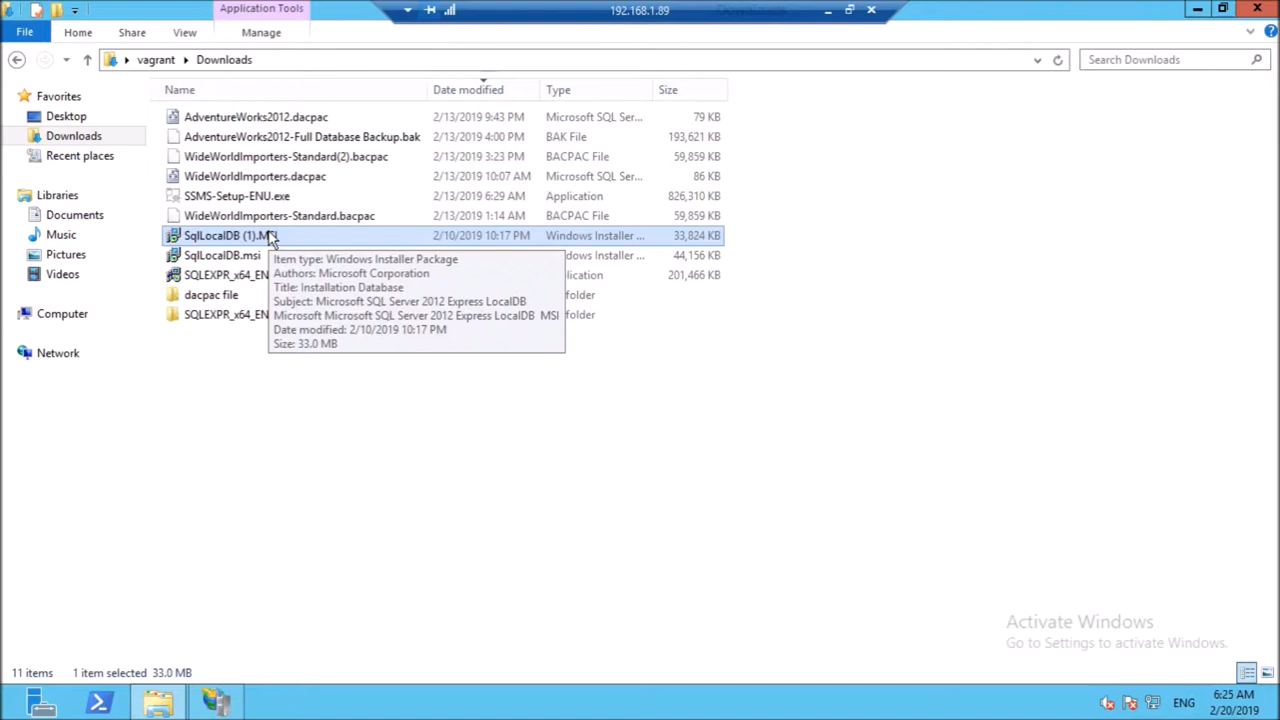 Application Tools
192.168.1.89
File Home Share View Manage
vagrant Downloads
Search Downloads
Name Date modified Type Size
Favorites
Desktop
Downloads
Recent places
Libraries
Documents
Music
Pictures
Videos
Computer
Network
AdventureWorks2012.dacpac 2/13/2019 9:43 PM Microsoft SQL Ser... 79 KB
AdventureWorks2012-Full Database Backup.bak 2/13/2019 4:00 PM BAK File 193,621 KB
WideWorldImporters-Standard(2).bacpac 2/13/2019 3:23 PM BACPAC File 59,859 KB
WideWorldImporters.dacpac 2/13/2019 10:07 AM Microsoft SQL Ser... 86 KB
SSMS-Setup-ENU.exe 2/13/2019 6:29 AM Application 826,310 KB
WideWorldImporters-Standard.bacpac 2/13/2019 1:14 AM BACPAC File 59,859 KB
SqlLocalDB (1).MSI 2/10/2019 10:17 PM Windows Installer ... 33,824 KB
SqlLocalDB.msi 2/10/2019 10:17 PM Windows Installer ... 44,156 KB
SQLEXPR_x64_EN 201,466 KB
dacpac file
SQLEXPR_x64_EN
Item type: Windows Installer Package
Authors: Microsoft Corporation
Title: Installation Database
Subject: Microsoft SQL Server 2012 Express LocalDB
Microsoft Microsoft SQL Server 2012 Express LocalDB MSI
Date modified: 2/10/2019 10:17 PM
Size: 33.0 MB
Activate Windows
Go to Settings to activate Windows.
11 items 1 item selected 33.0 MB
ENG
6:25 AM
2/20/2019